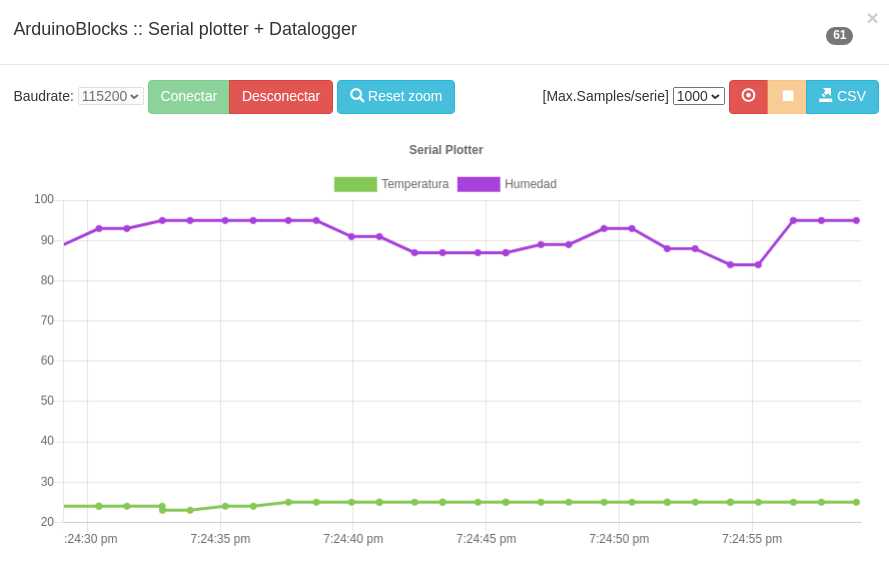 ArduinoBlocks :: Serial plotter + Datalogger
×
61
Baudrate: 115200 Conectar Desconectar Reset zoom [Max.Samples/serie] 1000 CSV
Serial Plotter
Temperatura Humedad
100
90
80
70
60
50
40
30
20
:24:30 pm 7:24:35 pm 7:24:40 pm 7:24:45 pm 7:24:50 pm 7:24:55 pm